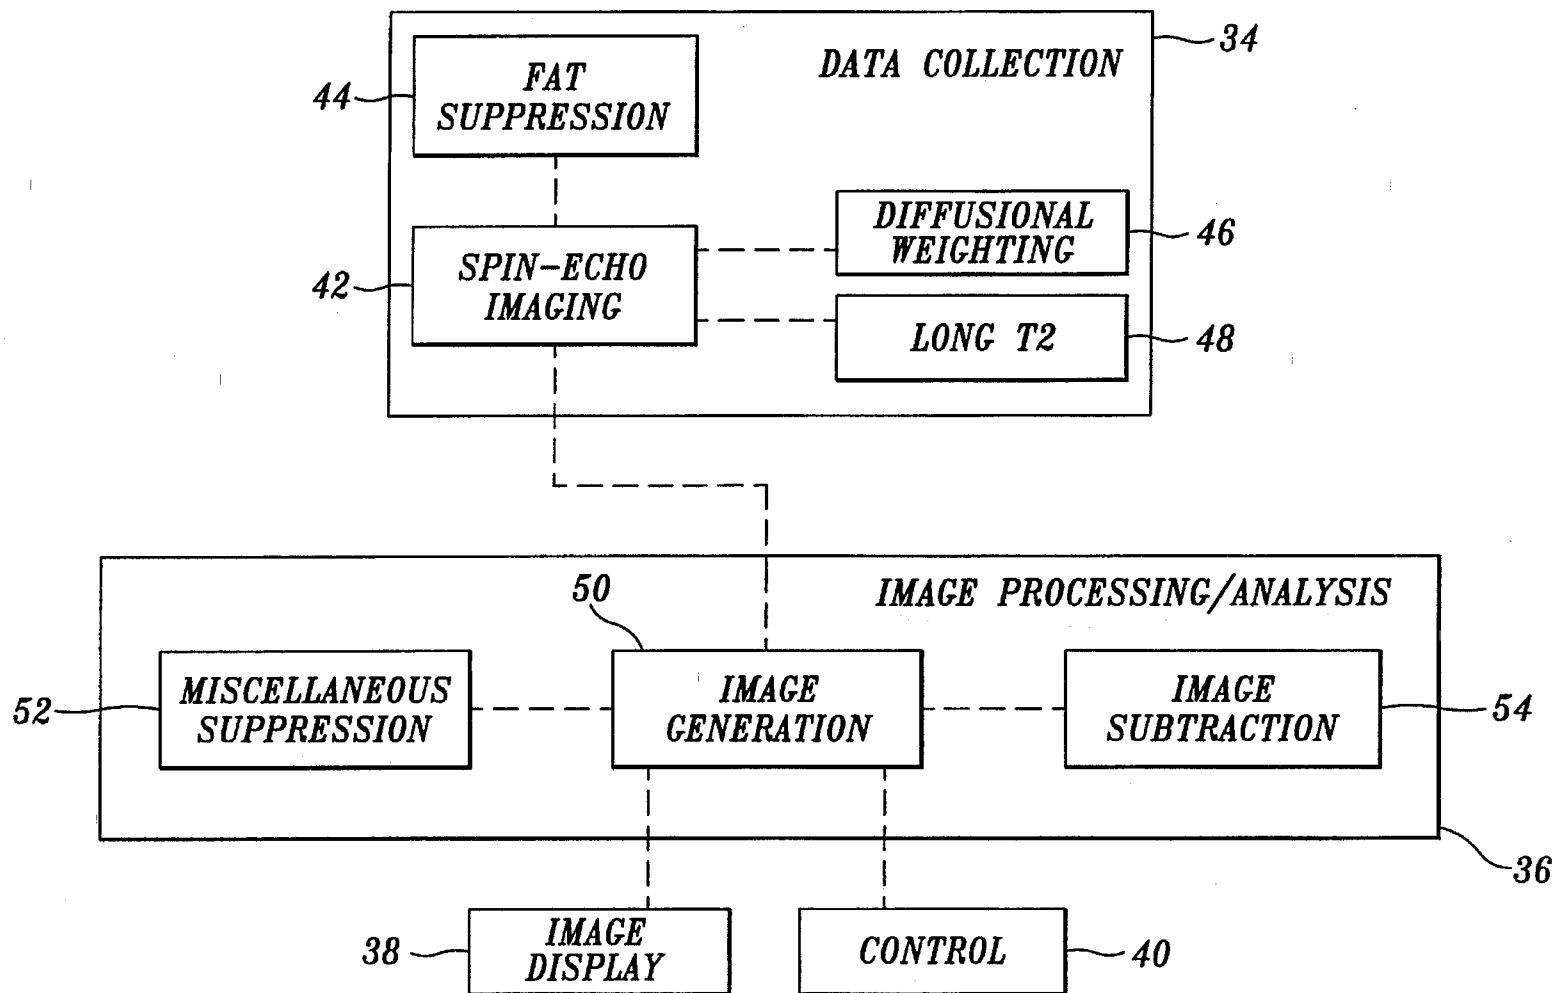 34
DATA COLLECTION
44
FAT
SUPPRESSION
DIFFUSIONAL
WEIGHTING
46
42
SPIN-ECHO
IMAGING
LONG T2
48
50
IMAGE PROCESSING/ANALYSIS
52
MISCELLANEOUS
SUPPRESSION
IMAGE
GENERATION
IMAGE
SUBTRACTION
54
36
38
IMAGE
DISPLAY
CONTROL
40